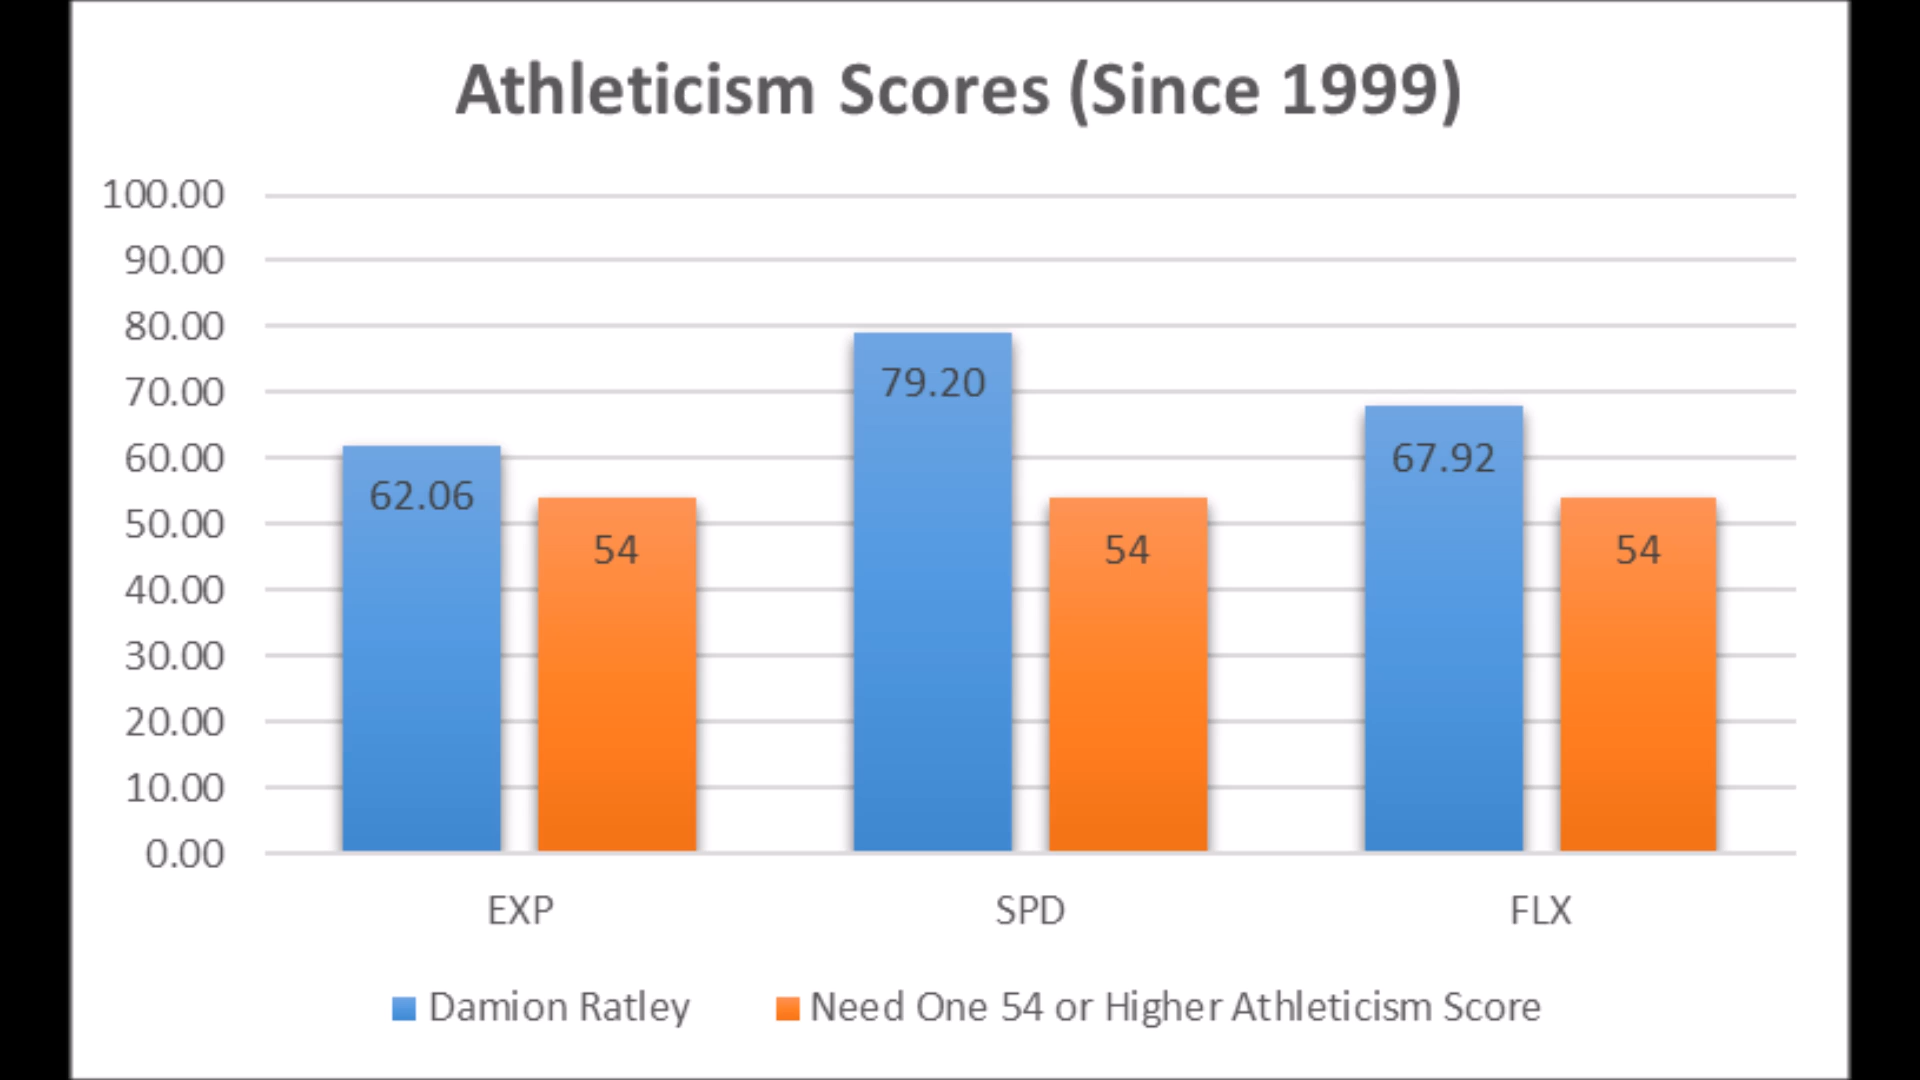 Athleticism Scores (Since 1999)
100.00
90.00
80.00
70.00
60.00
50.00
40.00
30.00
20.00
10.00
0.00
62.06
54
79.20
54
67.92
54
EXP
SPD
FLX
Damion Ratley
Need One 54 or Higher Athleticism Score